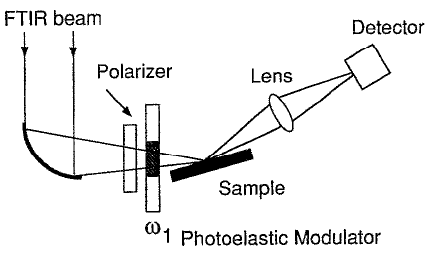 FTIR beam
Detector
Polarizer
Lens
Sample
ω1 Photoelastic Modulator